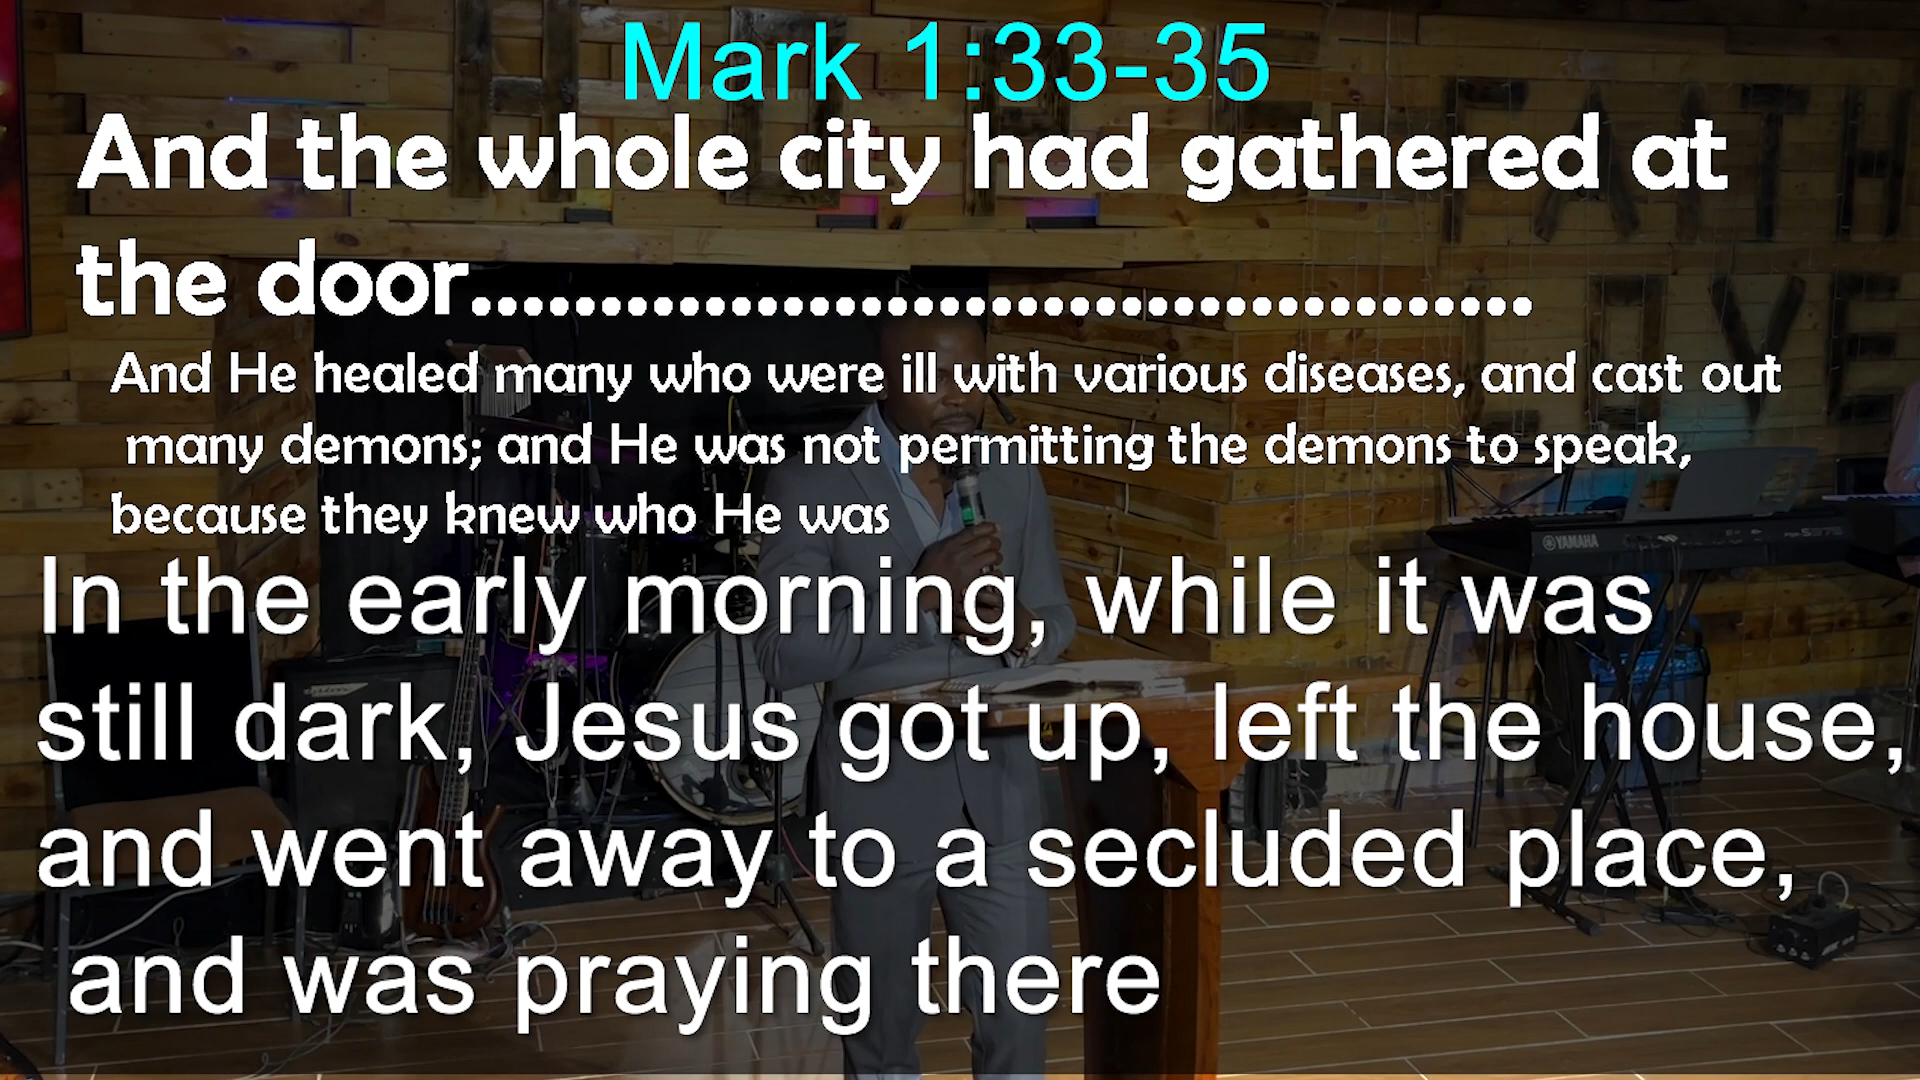 Mark 1:33-35
And the whole city had gathered at
the door.........................................
And He healed many who were ill with various diseases, and cast out
many demons; and He was not permitting the demons to speak,
because they knew who He was
In the early morning, while it was
still dark, Jesus got up, left the house,
and went away to a secluded place,
and was praying there
FAITH
LOVE
YAMAHA